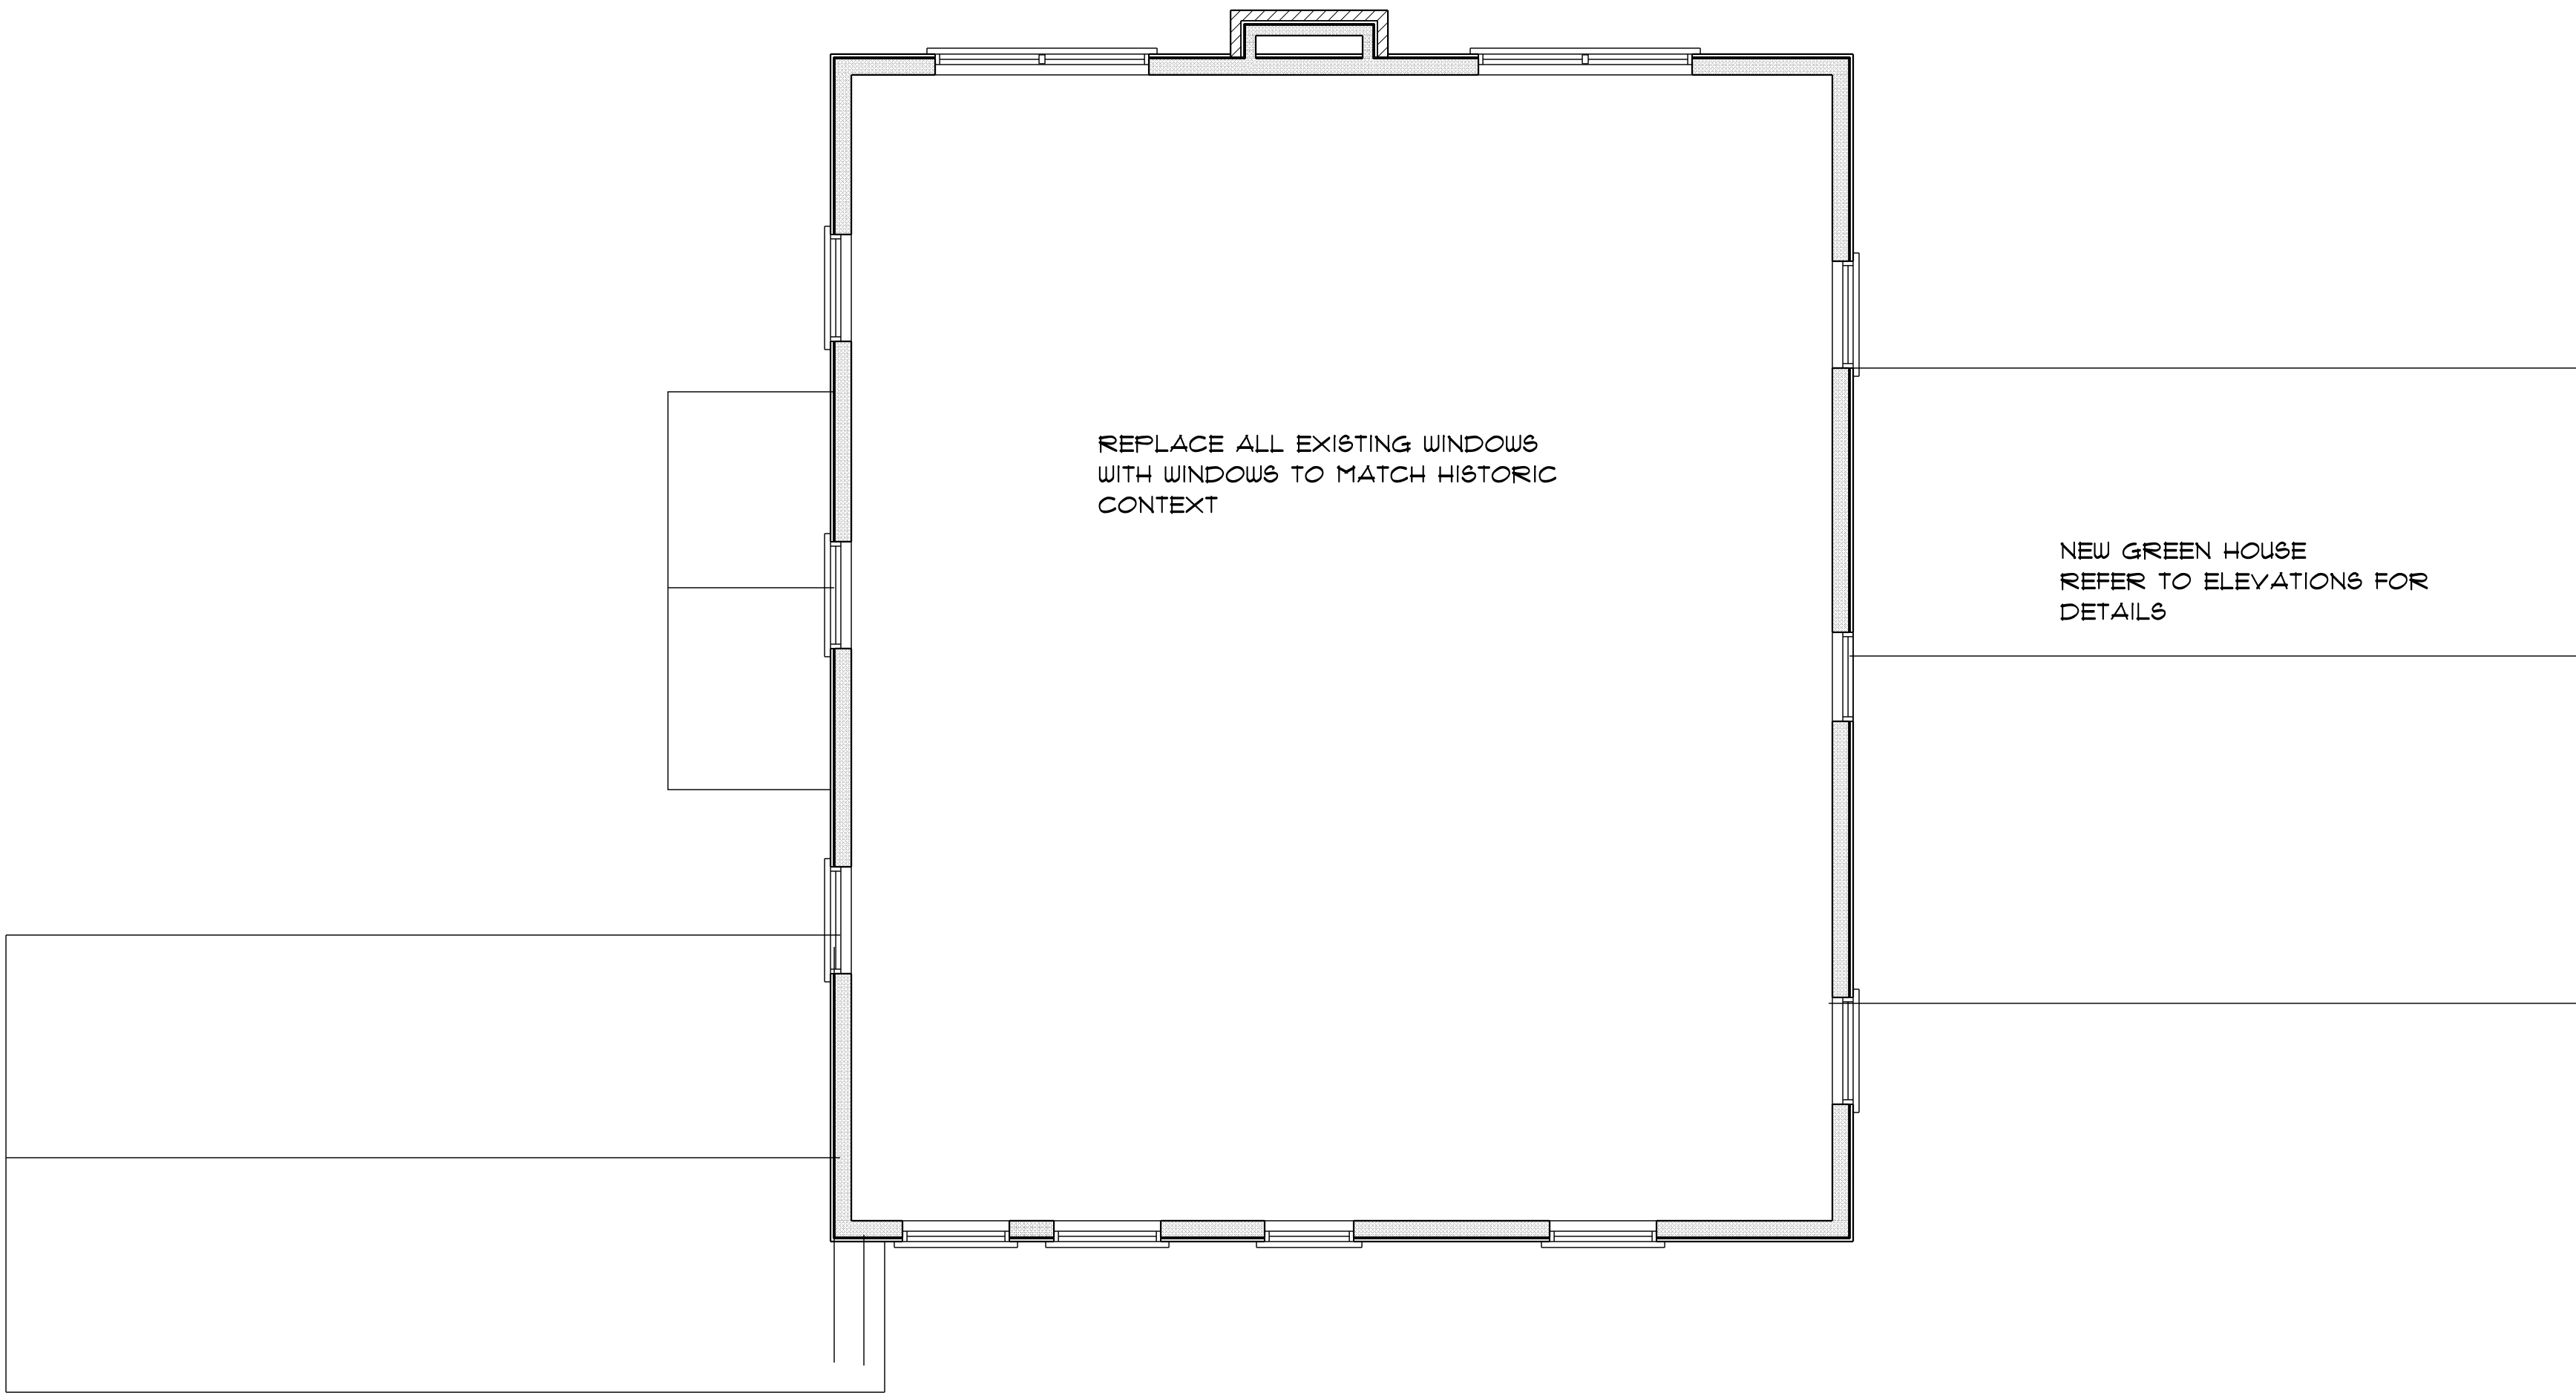 REPLACE ALL EXISTING WINDOWS
WITH WINDOWS TO MATCH HISTORIC
CONTEXT
NEW GREEN HOUSE
REFER TO ELEVATIONS FOR
DETAILS